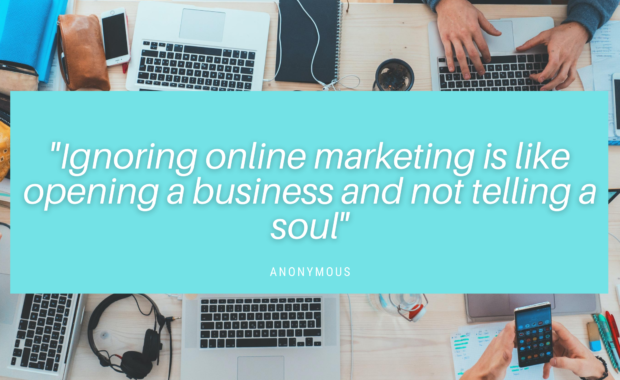 "Ignoring online marketing is like
opening a business and not telling a
soul"
ANONYMOUS